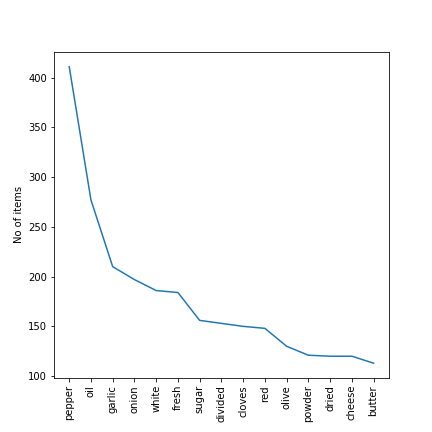 400
350
300
250
200
150
100
No of items
pepper
oil
garlic
onion
white
fresh
sugar
divided
cloves
red
olive
powder
dried
cheese
butter